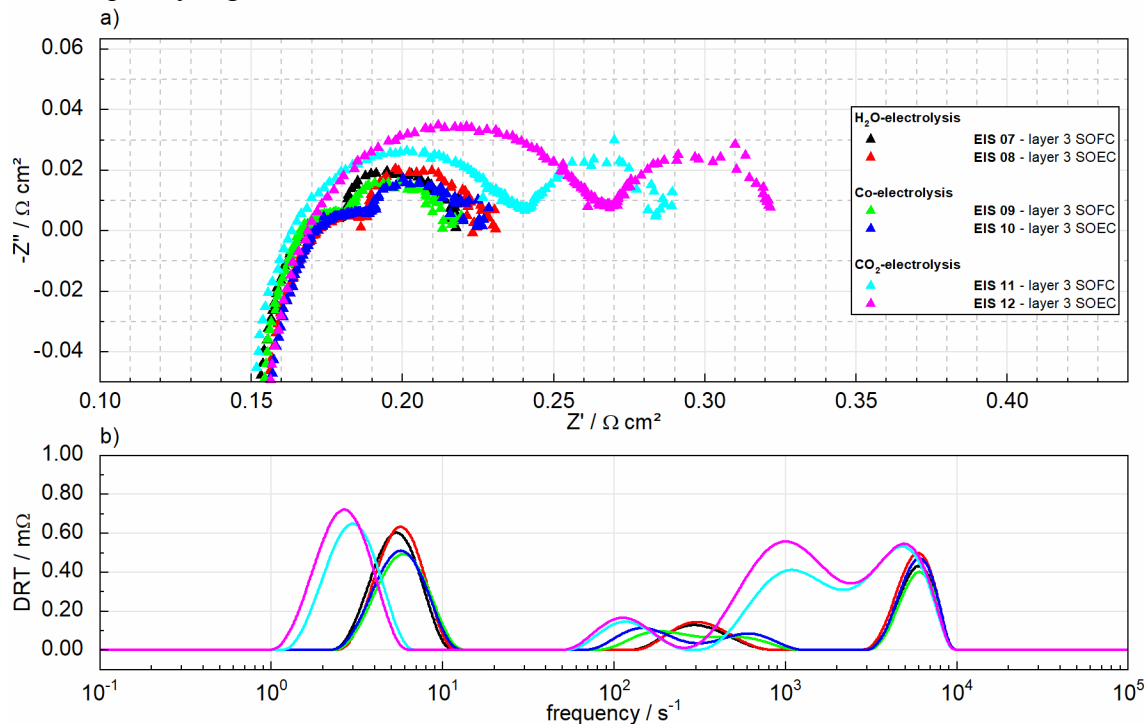 a)
0.06
0.04
0.02
0.00
-0.02
-0.04
-Z'' / Ω cm²
0.10 0.15 0.20 0.25 0.30 0.35 0.40
Z' / Ω cm²
H₂O-electrolysis
EIS 07 - layer 3 SOFC
EIS 08 - layer 3 SOEC
Co-electrolysis
EIS 09 - layer 3 SOFC
EIS 10 - layer 3 SOEC
CO₂-electrolysis
EIS 11 - layer 3 SOFC
EIS 12 - layer 3 SOEC
b)
1.00
0.80
0.60
0.40
0.20
0.00
DRT / mΩ
10⁻¹ 10⁰ 10¹ 10² 10³ 10⁴ 10⁵
frequency / s⁻¹